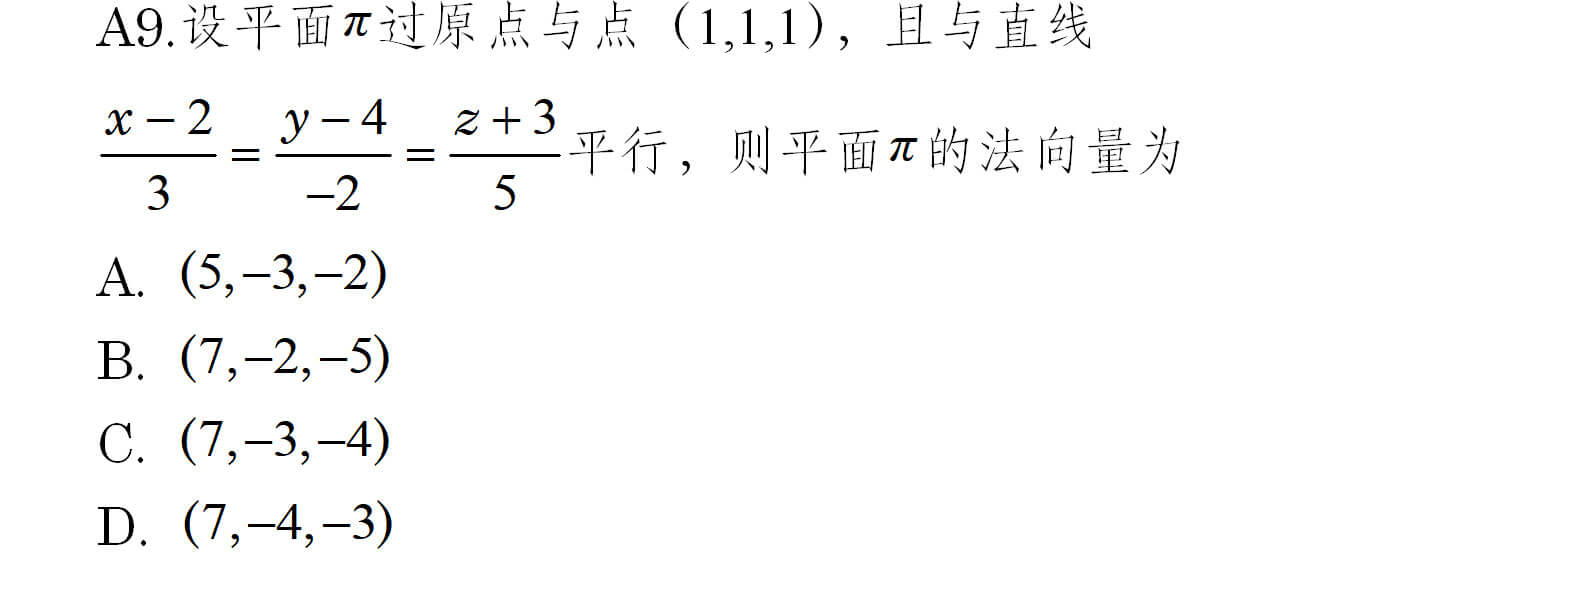 A9.设平面π过原点与点（1,1,1），且与直线
\frac{x-2}{3}=\frac{y-4}{-2}=\frac{z+3}{5}平行，则平面π的法向量为
A. (5,−3,−2)
B. (7,−2,−5)
C. (7,−3,−4)
D. (7,−4,−3)